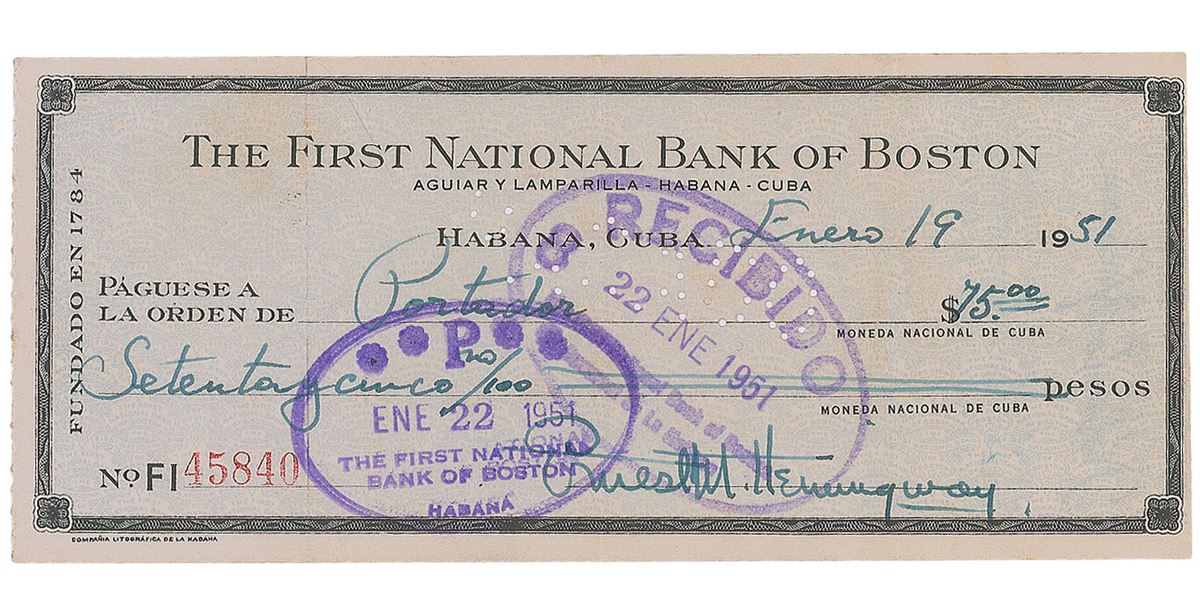 THE FIRST NATIONAL BANK OF BOSTON
AGUIAR Y LAMPARILLA - HABANA - CUBA
FUNDADO EN 1784
HABANA, CUBA. Enero 19 1951
PÁGUESE A
LA ORDEN DE Portador $75.00
MONEDA NACIONAL DE CUBA
Setenta y cinco no/100 pesos
MONEDA NACIONAL DE CUBA
Nº FI 45840
Ernest M. Hemingway
COMPAÑIA LITOGRÁFICA DE LA HABANA
RECIBIDO
22 ENE 1951
P
ENE 22 1951
THE FIRST NATIONAL
BANK OF BOSTON
HABANA